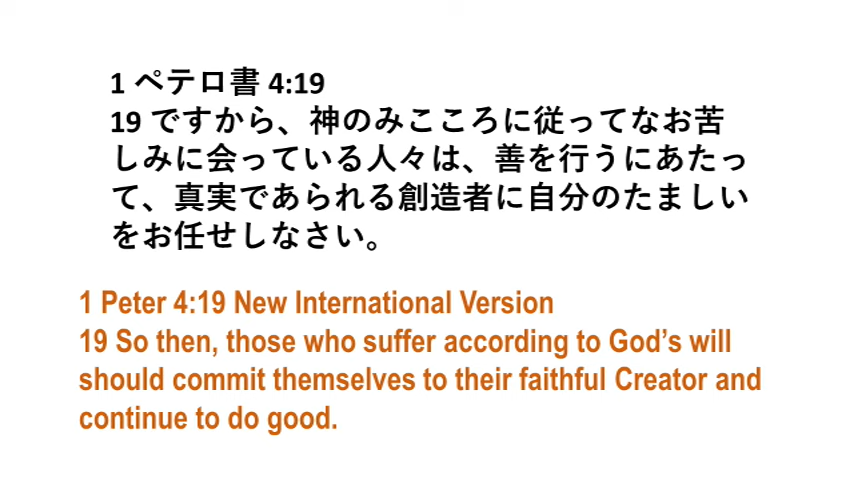 1 ペテロ書 4:19
19 ですから、神のみこころに従ってなお苦
しみに会っている人々は、善を行うにあたっ
て、真実であられる創造者に自分のたましい
をお任せしなさい。
1 Peter 4:19 New International Version
19 So then, those who suffer according to God’s will
should commit themselves to their faithful Creator and
continue to do good.